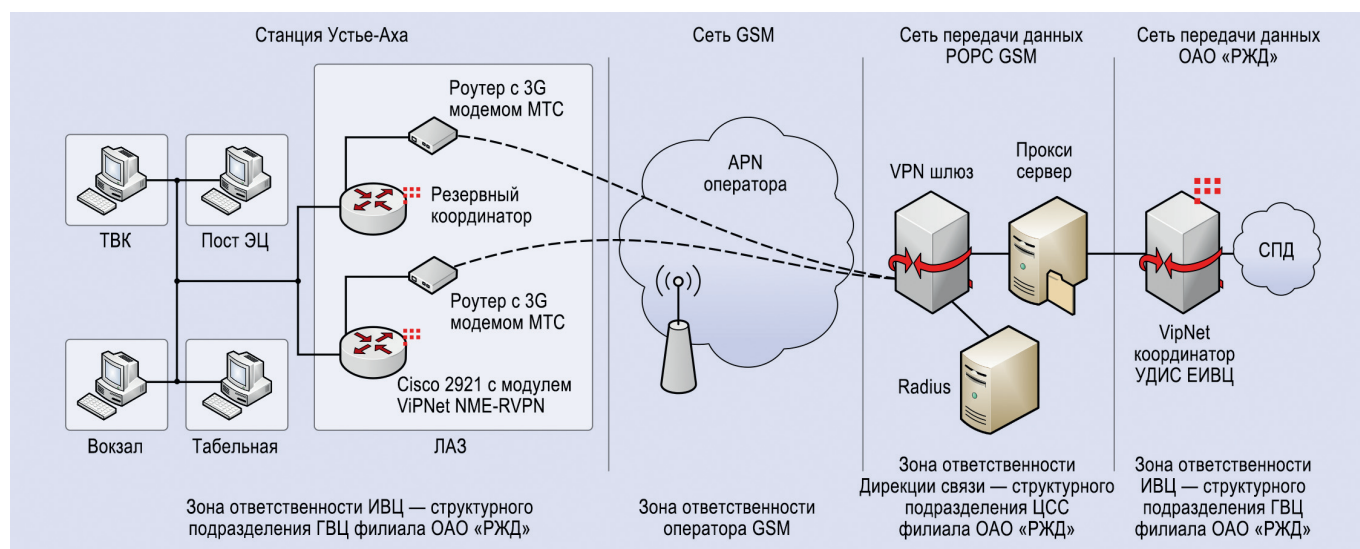 Станция Устье-Аха
Сеть GSM
Сеть передачи данных
РОРС GSM
Сеть передачи данных
ОАО «РЖД»
Роутер с 3G
модемом МТС
ТВК
Пост ЭЦ
Резервный
координатор
Роутер с 3G
модемом МТС
Cisco 2921 с модулем
ViPNet NME-RVPN
Вокзал
Табельная
ЛАЗ
APN
оператора
VPN шлюз
Прокси
сервер
Radius
СПД
VipNet
координатор
УДИС ЕИВЦ
Зона ответственности ИВЦ — структурного
подразделения ГВЦ филиала ОАО «РЖД»
Зона ответственности
оператора GSM
Зона ответственности
Дирекции связи — структурного
подразделения ЦСС
филиала ОАО «РЖД»
Зона ответственности
ИВЦ — структурного
подразделения ГВЦ
филиала ОАО «РЖД»